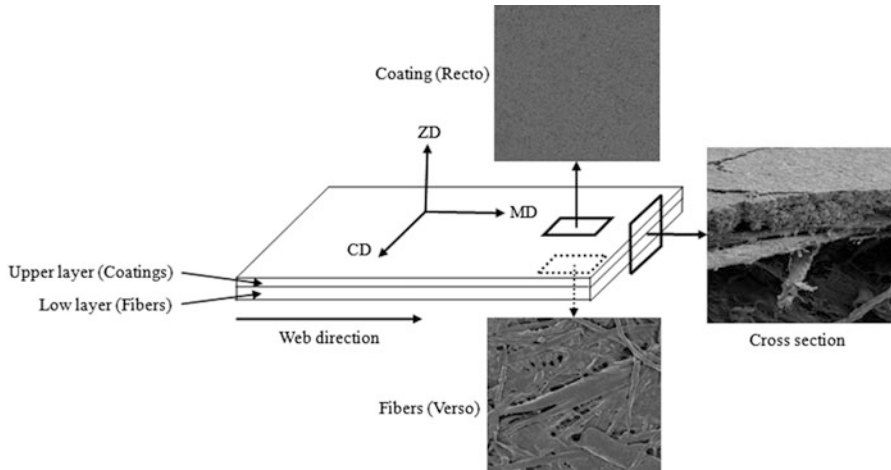 Coating (Recto)
ZD
MD
CD
Upper layer (Coatings)
Low layer (Fibers)
Web direction
Cross section
Fibers (Verso)